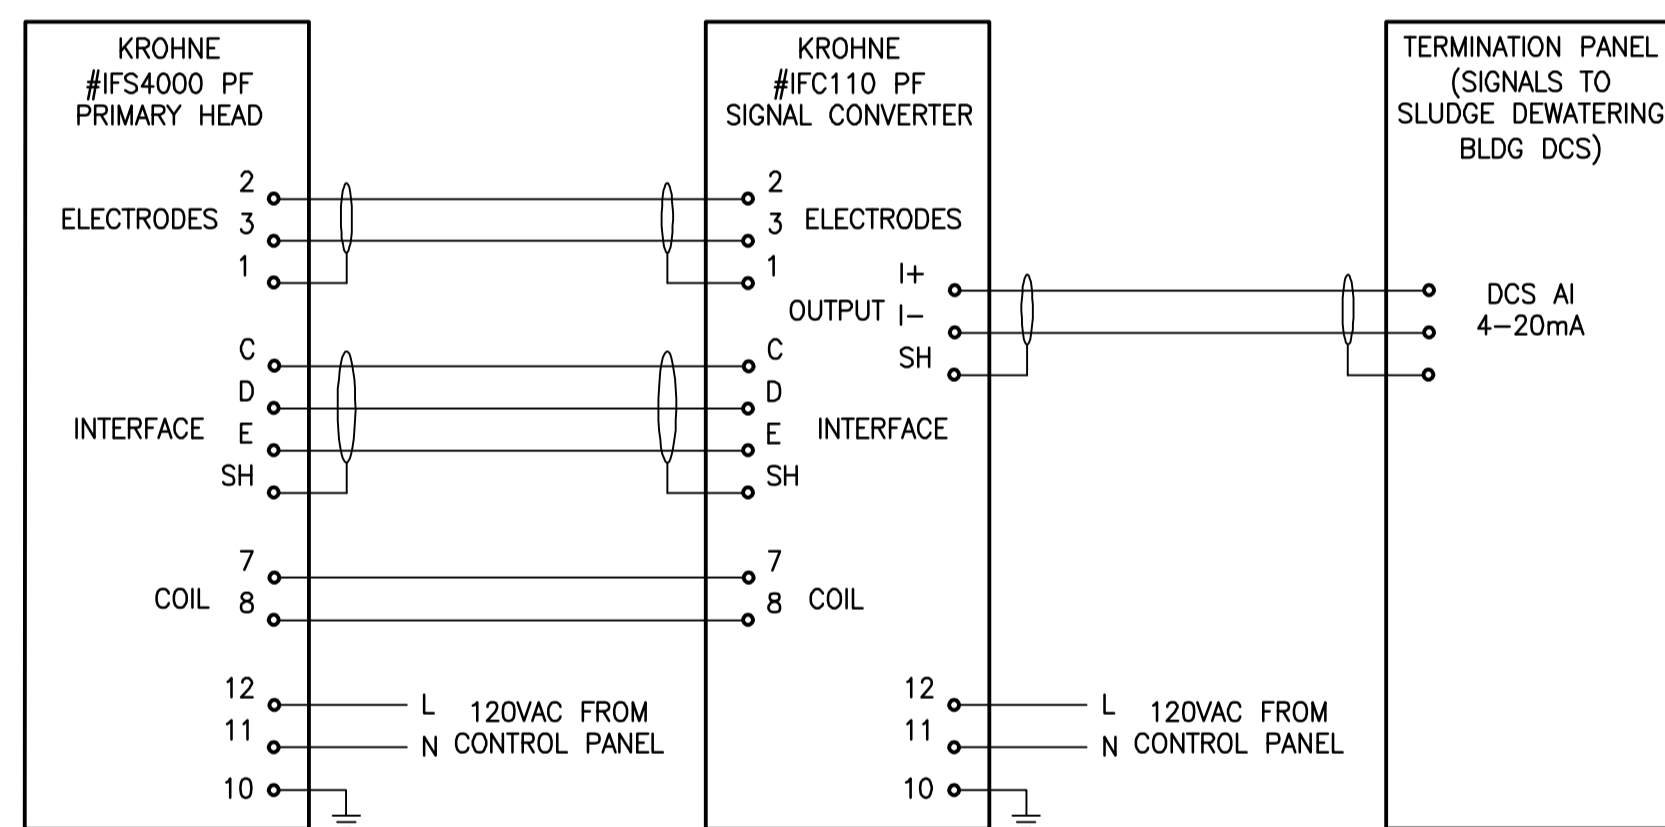 KROHNE
#IFS4000 PF
PRIMARY HEAD
2
ELECTRODES 3
1
C
D
INTERFACE E
SH
7
COIL 8
12
11
10
L 120VAC FROM
N CONTROL PANEL
KROHNE
#IFC110 PF
SIGNAL CONVERTER
2
3 ELECTRODES
1
I+
OUTPUT I-
SH
C
D
E INTERFACE
SH
7
8 COIL
12
11
10
L 120VAC FROM
N CONTROL PANEL
TERMINATION PANEL
(SIGNALS TO
SLUDGE DEWATERING
BLDG DCS)
DCS AI
4-20mA